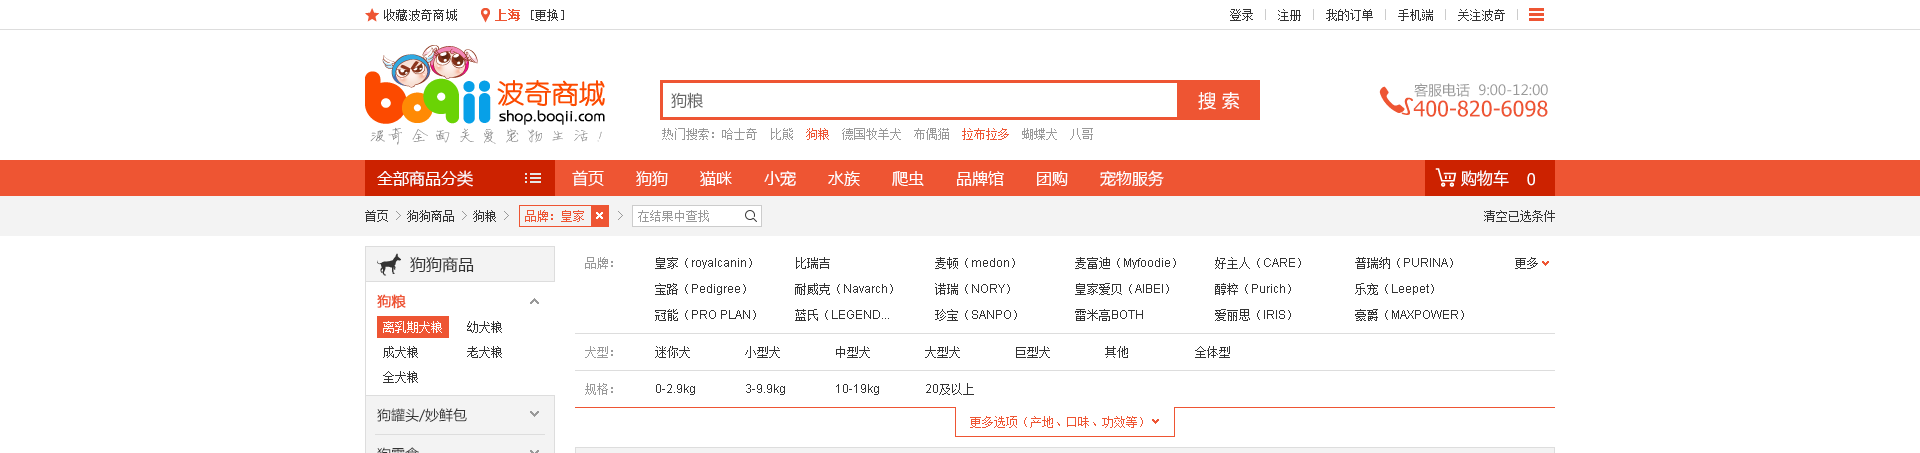 收藏波奇商城 上海 [更换] 登录 注册 我的订单 手机端 关注波奇
boqii 波奇商城
shop.boqii.com
波奇全面关爱宠物生活!
狗粮 搜 索
热门搜索: 哈士奇 比熊 狗粮 德国牧羊犬 布偶猫 拉布拉多 蝴蝶犬 八哥
客服电话 9:00-12:00
400-820-6098
全部商品分类 首页 狗狗 猫咪 小宠 水族 爬虫 品牌馆 团购 宠物服务 购物车 0
首页 狗狗商品 狗粮 品牌：皇家 在结果中查找 清空已选条件
狗狗商品
狗粮
离乳期犬粮 幼犬粮
成犬粮 老犬粮
全犬粮
狗罐头/妙鲜包
狗零食
品牌： 皇家（royalcanin） 比瑞吉 麦顿（medon） 麦富迪（Myfoodie） 好主人（CARE） 普瑞纳（PURINA） 更多
宝路（Pedigree） 耐威克（Navarch） 诺瑞（NORY） 皇家爱贝（AIBEI） 醇粹（Purich） 乐宠（Leepet）
冠能（PRO PLAN） 蓝氏（LEGEND... 珍宝（SANPO） 雷米高BOTH 爱丽思（IRIS） 豪爵（MAXPOWER）
犬型： 迷你犬 小型犬 中型犬 大型犬 巨型犬 其他 全体型
规格： 0-2.9kg 3-9.9kg 10-19kg 20及以上
更多选项（产地、口味、功效等）